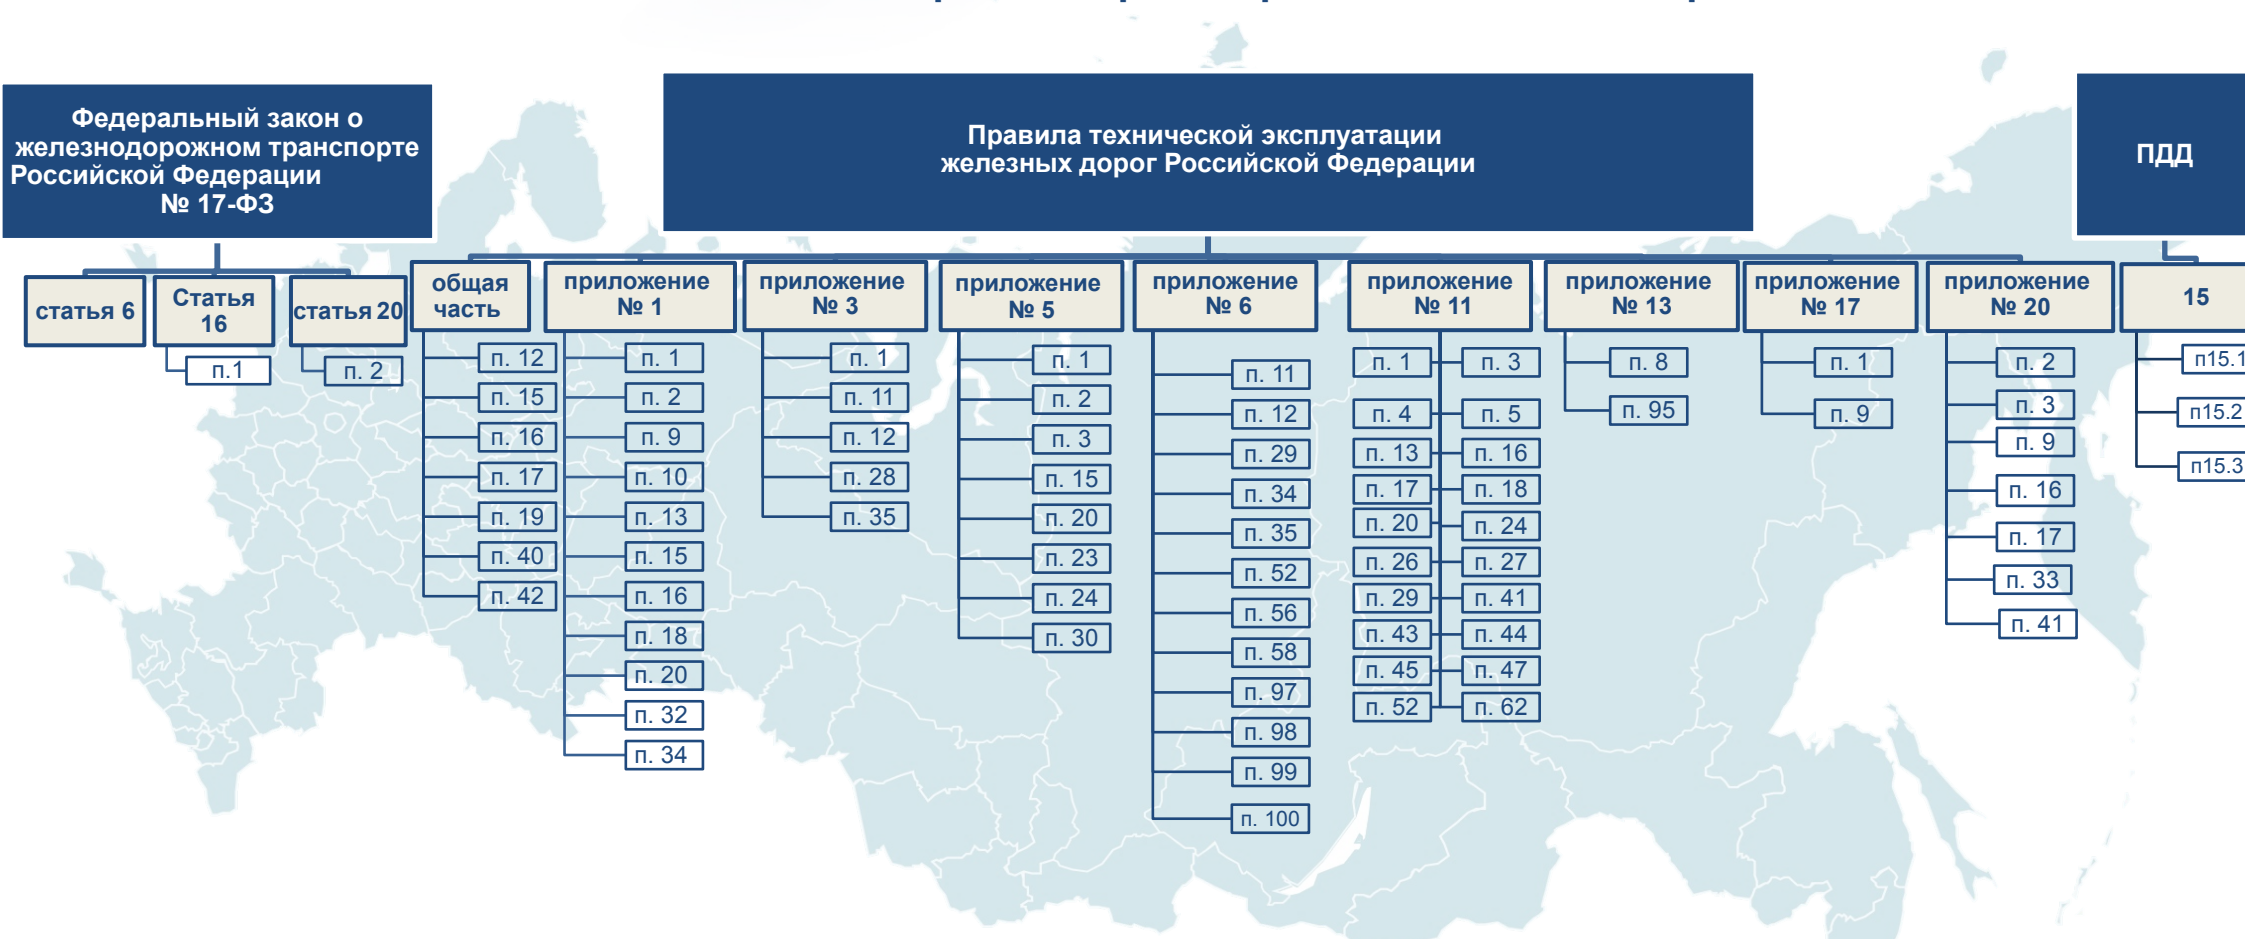 Федеральный закон о
железнодорожном транспорте
Российской Федерации
№ 17-ФЗ
статья 6
Статья
16
п.1
статья 20
п. 2
Правила технической эксплуатации
железных дорог Российской Федерации
общая
часть
п. 12
п. 15
п. 16
п. 17
п. 19
п. 40
п. 42
приложение
№ 1
п. 1
п. 2
п. 9
п. 10
п. 13
п. 15
п. 16
п. 18
п. 20
п. 32
п. 34
приложение
№ 3
п. 1
п. 11
п. 12
п. 28
п. 35
приложение
№ 5
п. 1
п. 2
п. 3
п. 15
п. 20
п. 23
п. 24
п. 30
приложение
№ 6
п. 11
п. 12
п. 29
п. 34
п. 35
п. 52
п. 56
п. 58
п. 97
п. 98
п. 99
п. 100
приложение
№ 11
п. 1 п. 3
п. 4 п. 5
п. 13 п. 16
п. 17 п. 18
п. 20 п. 24
п. 26 п. 27
п. 29 п. 41
п. 43 п. 44
п. 45 п. 47
п. 52 п. 62
приложение
№ 13
п. 8
п. 95
приложение
№ 17
п. 1
п. 9
приложение
№ 20
п. 2
п. 3
п. 9
п. 16
п. 17
п. 33
п. 41
ПДД
15
п15.1
п15.2
п15.3